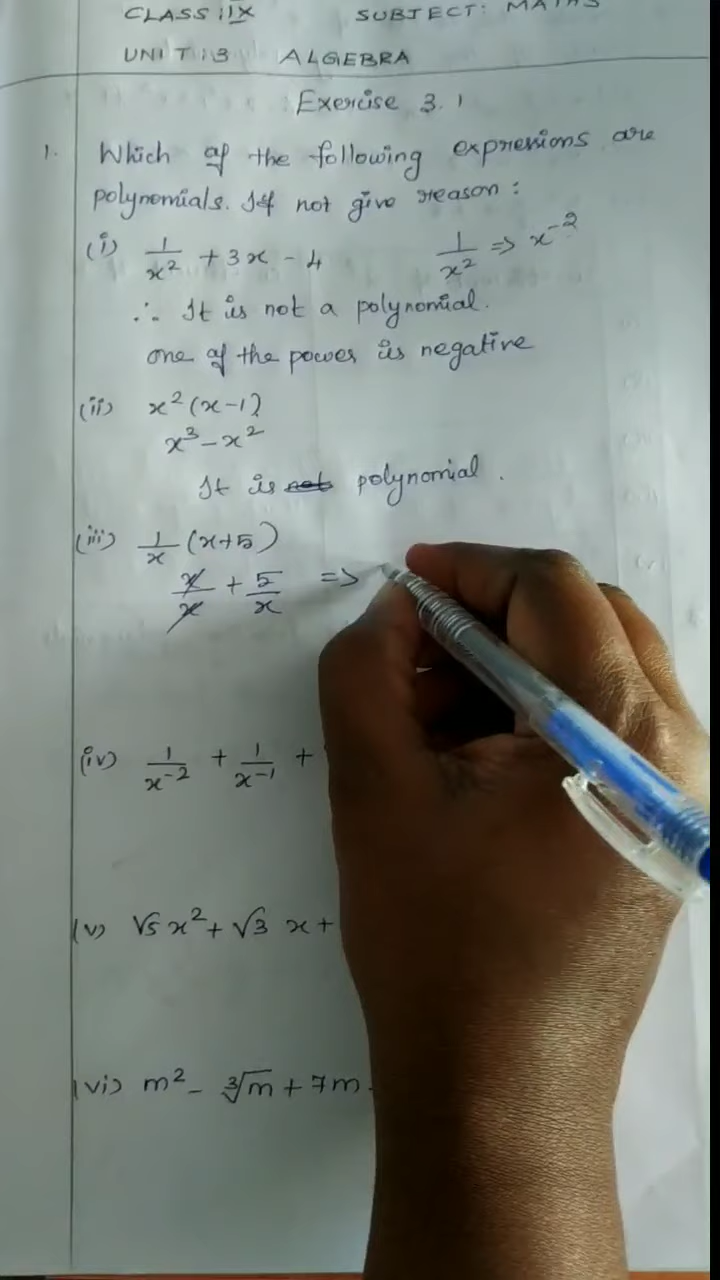 CLASS : IX SUBJECT: MATHS
UNIT : 3 ALGEBRA
Exercise 3.1
1. Which of the following expressions are
polynomials. If not give reason :
(i) 1/x² + 3x - 4 1/x² => x⁻²
∴ It is not a polynomial.
one of the power is negative
(ii) x²(x-1)
x³ - x²
It is ~~not~~ polynomial.
(iii) 1/x (x+5)
x/x + 5/x =>
(iv) 1/x⁻² + 1/x⁻¹ +
(v) √5 x² + √3 x +
(vi) m² - ∛m + 7m